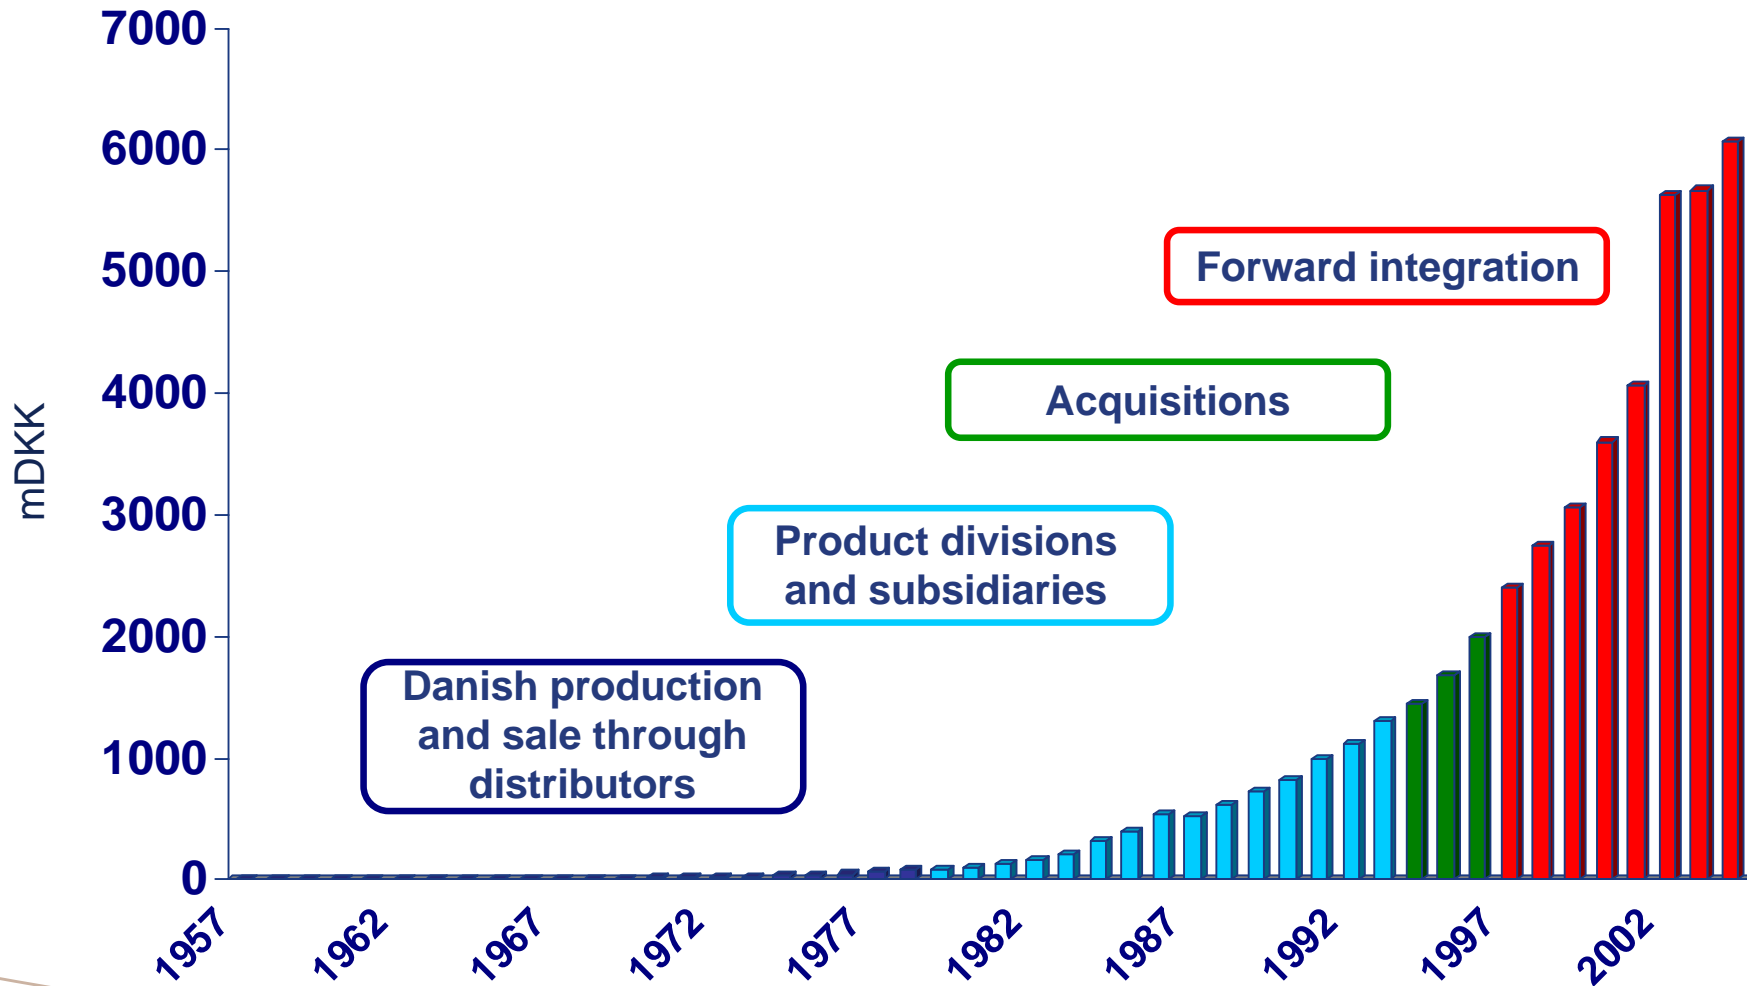 7000
6000
5000
4000
3000
2000
1000
0
mDKK
Forward integration
Acquisitions
Product divisions
and subsidiaries
Danish production
and sale through
distributors
1957
1962
1967
1972
1977
1982
1987
1992
1997
2002